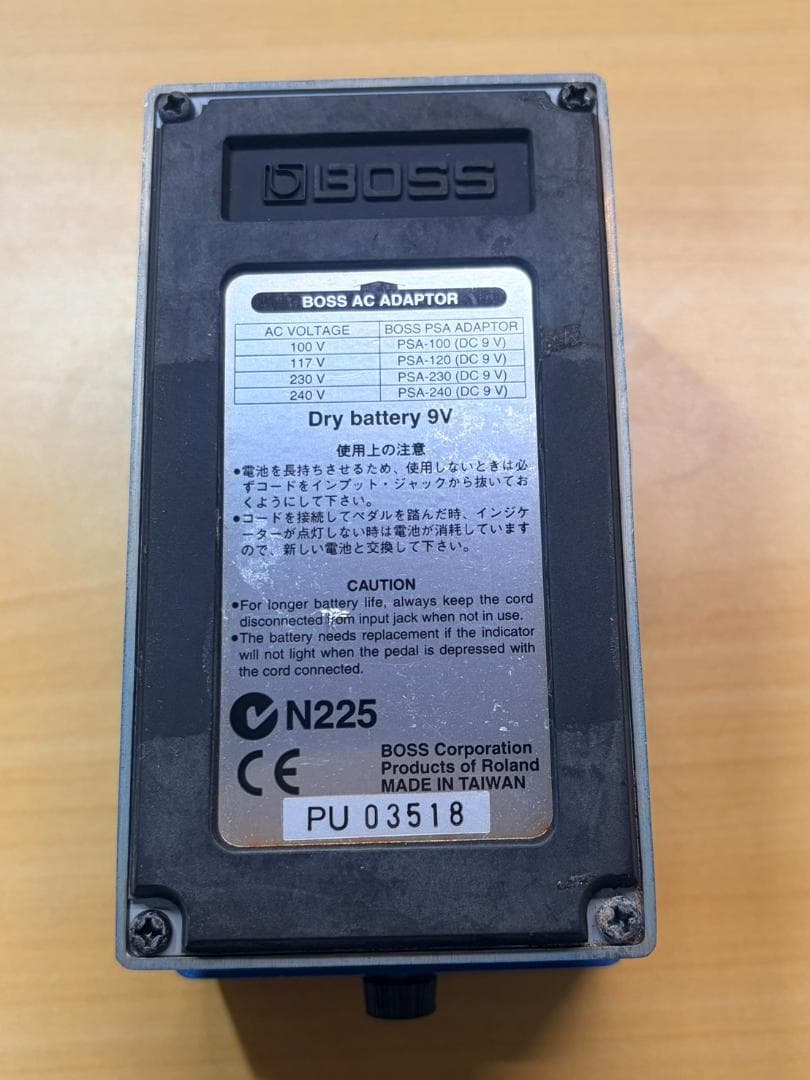 BOSS
BOSS AC ADAPTOR
AC VOLTAGE BOSS PSA ADAPTOR
100 V PSA-100 (DC 9 V)
117 V PSA-120 (DC 9 V)
230 V PSA-230 (DC 9 V)
240 V PSA-240 (DC 9 V)
Dry battery 9V
使用上の注意
●電池を長持ちさせるため、使用しないときは必
ずコードをインプット・ジャックから抜いてお
くようにして下さい。
●コードを接続してペダルを踏んだ時、インジケ
ーターが点灯しない時は電池が消耗しています
ので、新しい電池と交換して下さい。
CAUTION
●For longer battery life, always keep the cord
disconnected from input jack when not in use.
●The battery needs replacement if the indicator
will not light when the pedal is depressed with
the cord connected.
N225
CE
BOSS Corporation
Products of Roland
MADE IN TAIWAN
PU 03518